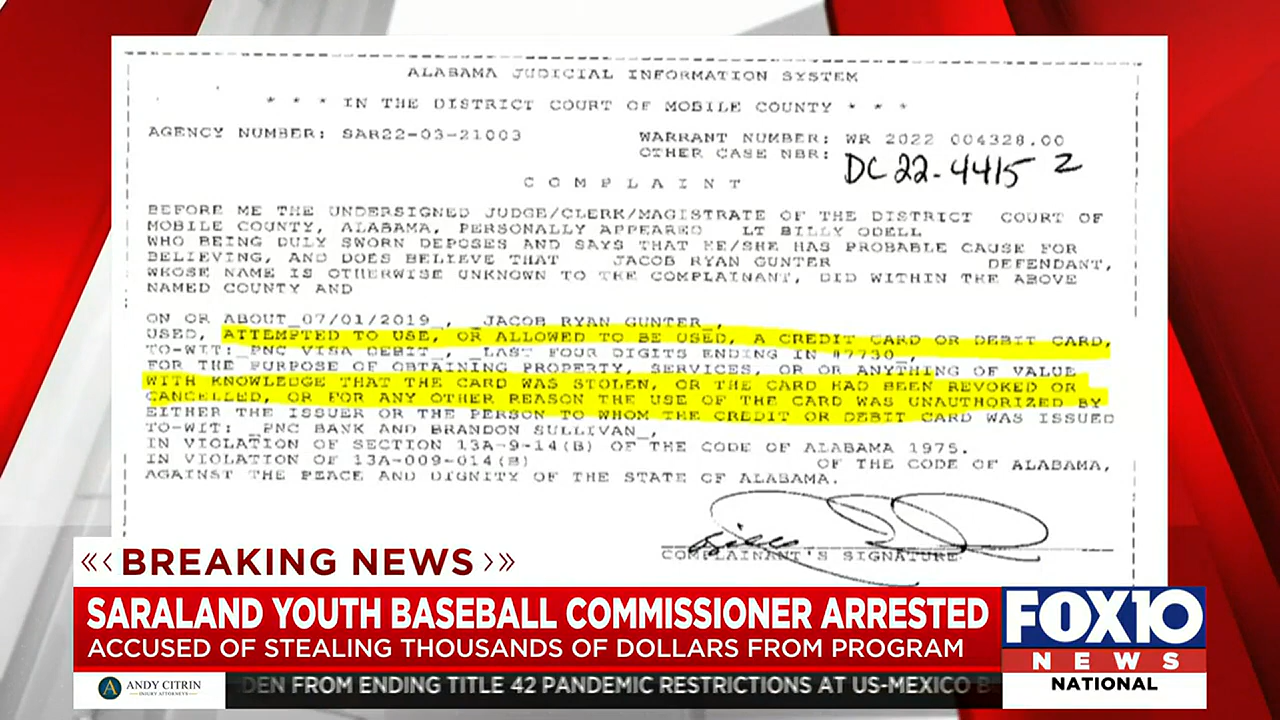 ALABAMA JUDICIAL INFORMATION SYSTEM
* * * IN THE DISTRICT COURT OF MOBILE COUNTY * * *
AGENCY NUMBER: SAR22-03-21003
WARRANT NUMBER: WR 2022 004328.00
OTHER CASE NBR: DC 22-4415 Z
C O M P L A I N T
BEFORE ME THE UNDERSIGNED JUDGE/CLERK/MAGISTRATE OF THE DISTRICT COURT OF
MOBILE COUNTY, ALABAMA, PERSONALLY APPEARED LT BILLY ODELL
WHO BEING DULY SWORN DEPOSES AND SAYS THAT HE/SHE HAS PROBABLE CAUSE FOR
BELIEVING, AND DOES BELIEVE THAT JACOB RYAN GUNTER DEFENDANT,
WHOSE NAME IS OTHERWISE UNKNOWN TO THE COMPLAINANT, DID WITHIN THE ABOVE
NAMED COUNTY AND
ON OR ABOUT_07/01/2019_, _JACOB RYAN GUNTER_,
USED, ATTEMPTED TO USE, OR ALLOWED TO BE USED, A CREDIT CARD OR DEBIT CARD,
TO-WIT:_PNC VISA DEBIT_, _LAST FOUR DIGITS ENDING IN #7730_,
FOR THE PURPOSE OF OBTAINING PROPERTY, SERVICES, OR OR ANYTHING OF VALUE
WITH KNOWLEDGE THAT THE CARD WAS STOLEN, OR THE CARD HAD BEEN REVOKED OR
CANCELLED, OR FOR ANY OTHER REASON THE USE OF THE CARD WAS UNAUTHORIZED BY
EITHER THE ISSUER OR THE PERSON TO WHOM THE CREDIT OR DEBIT CARD WAS ISSUED
TO-WIT: _PNC BANK AND BRANDON SULLIVAN_,
IN VIOLATION OF SECTION 13A-9-14(B) OF THE CODE OF ALABAMA 1975.
IN VIOLATION OF 13A-009-014(B) OF THE CODE OF ALABAMA,
AGAINST THE PEACE AND DIGNITY OF THE STATE OF ALABAMA.
COMPLAINANT'S SIGNATURE
‹‹ BREAKING NEWS ››
SARALAND YOUTH BASEBALL COMMISSIONER ARRESTED
ACCUSED OF STEALING THOUSANDS OF DOLLARS FROM PROGRAM
FOX10
NEWS
NATIONAL
A ANDY CITRIN
INJURY ATTORNEYS
DEN FROM ENDING TITLE 42 PANDEMIC RESTRICTIONS AT US-MEXICO